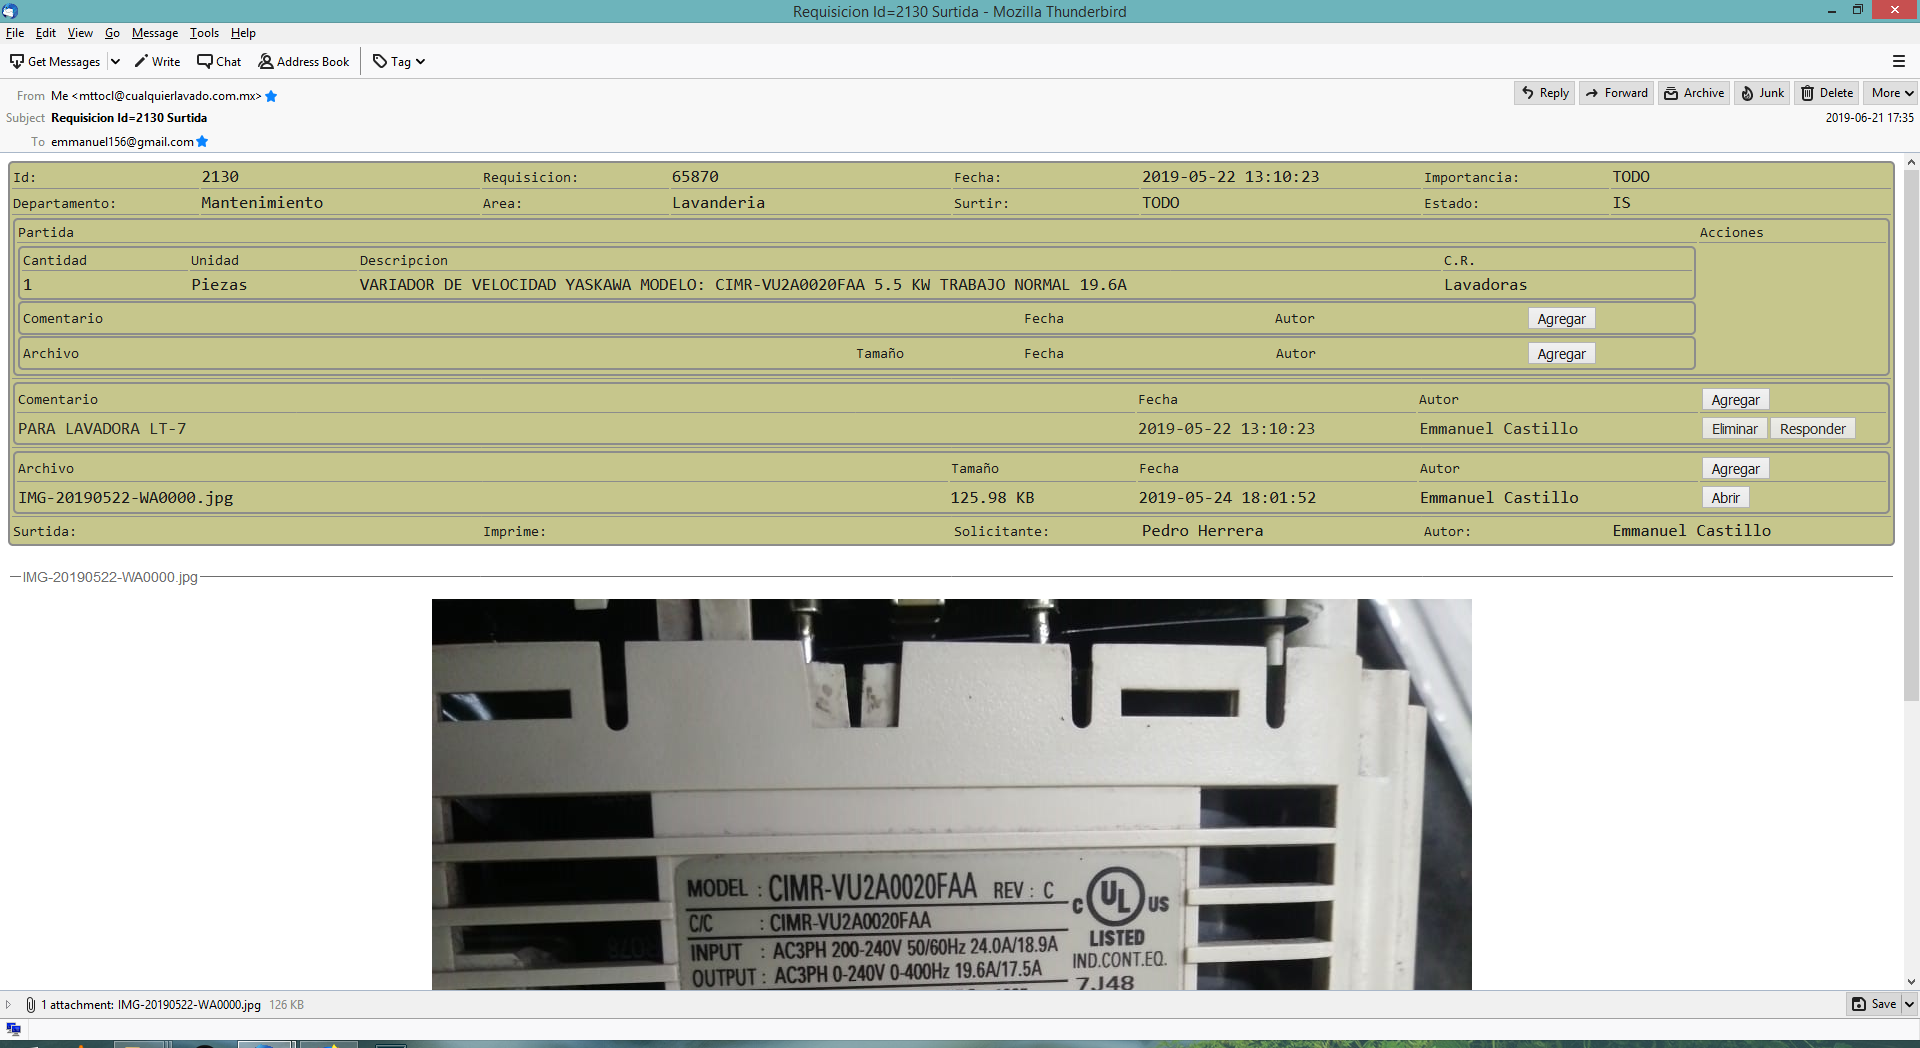 Requisicion Id=2130 Surtida - Mozilla Thunderbird
File Edit View Go Message Tools Help
Get Messages Write Chat Address Book Tag
From Me <mttocl@cualquierlavado.com.mx> Reply Forward Archive Junk Delete More
Subject Requisicion Id=2130 Surtida 2019-06-21 17:35
To emmanuel156@gmail.com
Id: 2130 Requisicion: 65870 Fecha: 2019-05-22 13:10:23 Importancia: TODO
Departamento: Mantenimiento Area: Lavanderia Surtir: TODO Estado: IS
Partida Acciones
Cantidad Unidad Descripcion C.R.
1 Piezas VARIADOR DE VELOCIDAD YASKAWA MODELO: CIMR-VU2A0020FAA 5.5 KW TRABAJO NORMAL 19.6A Lavadoras
Comentario Fecha Autor Agregar
Archivo Tamaño Fecha Autor Agregar
Comentario Fecha Autor Agregar
PARA LAVADORA LT-7 2019-05-22 13:10:23 Emmanuel Castillo Eliminar Responder
Archivo Tamaño Fecha Autor Agregar
IMG-20190522-WA0000.jpg 125.98 KB 2019-05-24 18:01:52 Emmanuel Castillo Abrir
Surtida: Imprime: Solicitante: Pedro Herrera Autor: Emmanuel Castillo
IMG-20190522-WA0000.jpg
MODEL : CIMR-VU2A0020FAA REV : C
C/C : CIMR-VU2A0020FAA
INPUT : AC3PH 200-240V 50/60Hz 24.0A/18.9A
OUTPUT : AC3PH 0-240V 0-400Hz 19.6A/17.5A
C UL US
LISTED
IND.CONT.EQ.
7J48
1 attachment: IMG-20190522-WA0000.jpg 126 KB Save